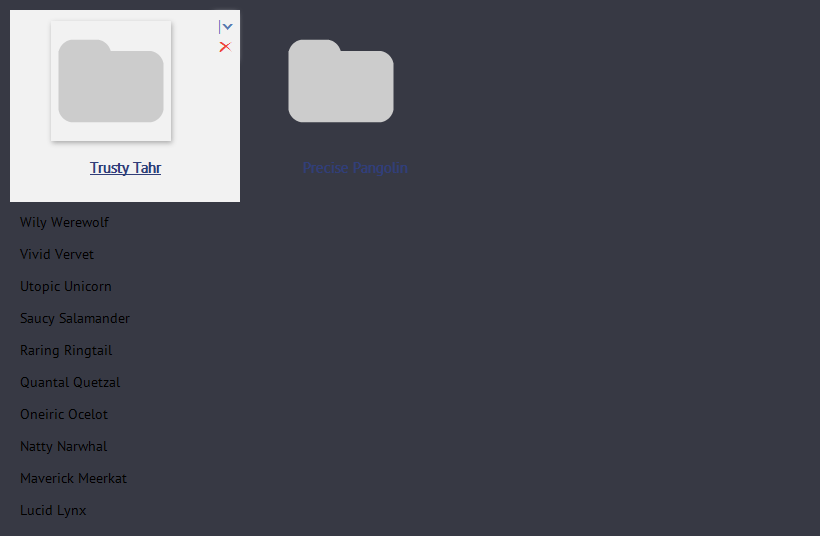 Trusty Tahr
Precise Pangolin
Wily Werewolf
Vivid Vervet
Utopic Unicorn
Saucy Salamander
Raring Ringtail
Quantal Quetzal
Oneiric Ocelot
Natty Narwhal
Maverick Meerkat
Lucid Lynx